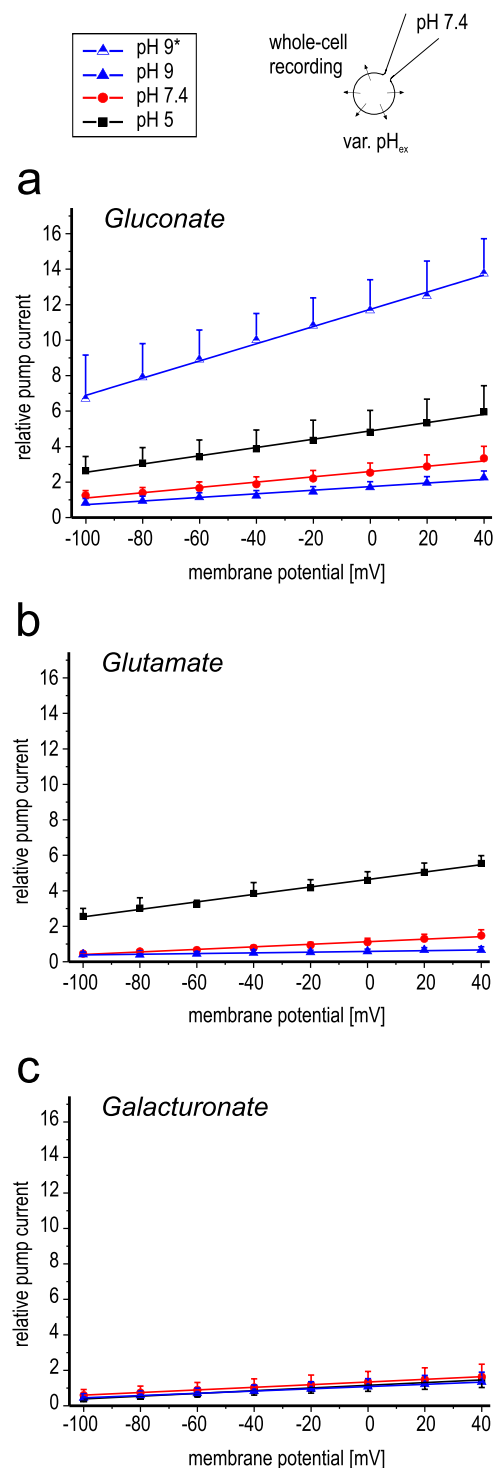 pH 9*
pH 9
pH 7.4
pH 5
whole-cell
recording
pH 7.4
var. pHex
a
Gluconate
relative pump current
16
14
12
10
8
6
4
2
0
-100 -80 -60 -40 -20 0 20 40
membrane potential [mV]
b
Glutamate
relative pump current
16
14
12
10
8
6
4
2
0
-100 -80 -60 -40 -20 0 20 40
membrane potential [mV]
c
Galacturonate
relative pump current
16
14
12
10
8
6
4
2
0
-100 -80 -60 -40 -20 0 20 40
membrane potential [mV]